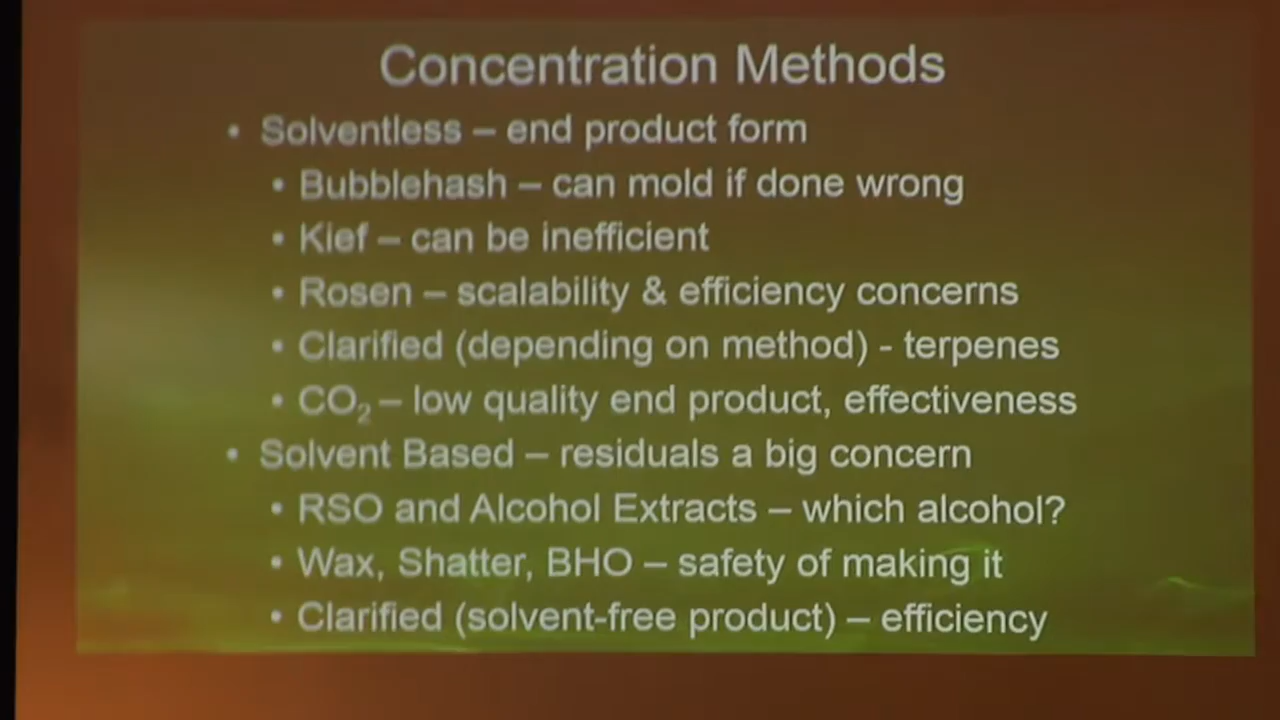 Concentration Methods
• Solventless – end product form
• Bubblehash – can mold if done wrong
• Kief – can be inefficient
• Rosen – scalability & efficiency concerns
• Clarified (depending on method) - terpenes
• CO₂ – low quality end product, effectiveness
• Solvent Based – residuals a big concern
• RSO and Alcohol Extracts – which alcohol?
• Wax, Shatter, BHO – safety of making it
• Clarified (solvent-free product) – efficiency